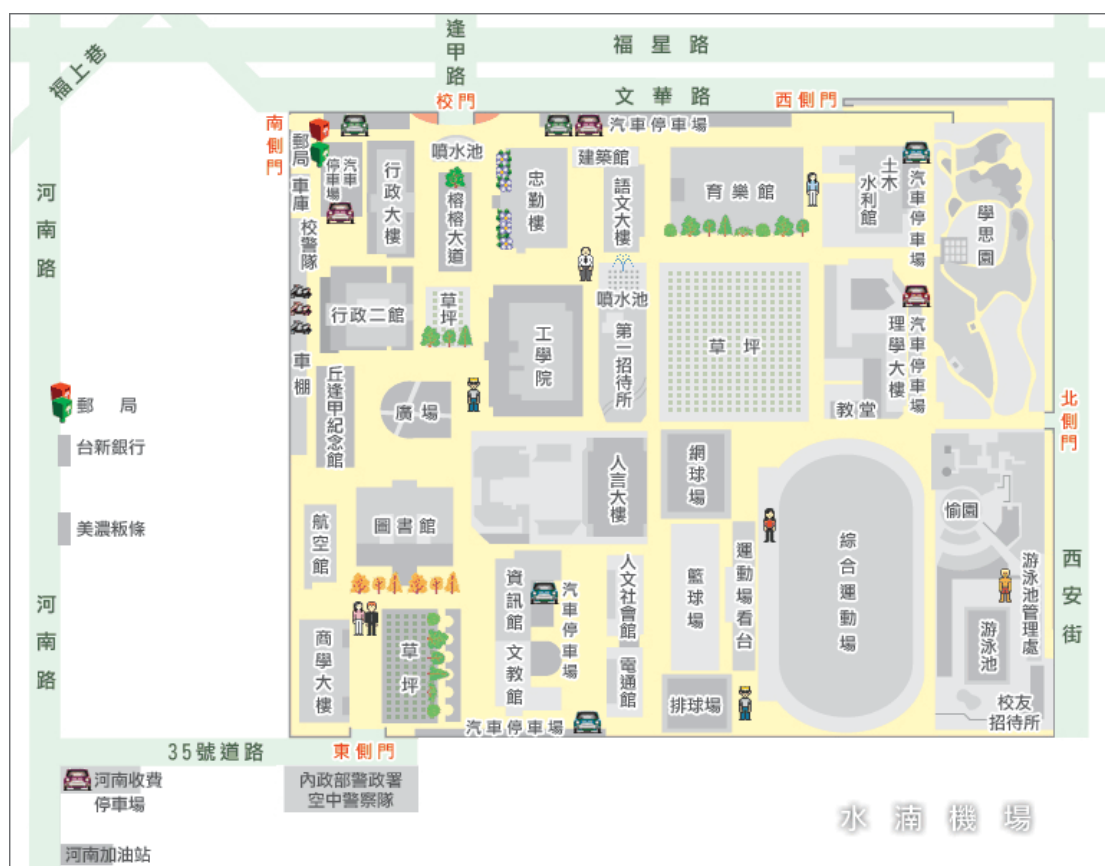 福星路
逢甲路
福上巷
文華路
校門
西側門
南側門
汽車停車場
郵局
汽車停車場
行政大樓
噴水池
榕榕大道
忠勤樓
建築館
語文大樓
育樂館
土木水利館
汽車停車場
學思園
車庫
校警隊
河南路
行政二館
草坪
工學院
噴水池
第一招待所
草坪
理學大樓
汽車停車場
教堂
車棚
丘逢甲紀念館
廣場
北側門
郵局
台新銀行
美濃粄條
人言大樓
網球場
航空館
圖書館
資訊館
汽車停車場
人文社會館
籃球場
運動場看台
綜合運動場
愉園
游泳池管理處
游泳池
西安街
河南路
商學大樓
草坪
文教館
電通館
排球場
校友
招待所
汽車停車場
35號道路
東側門
河南收費
停車場
內政部警政署
空中警察隊
水湳機場
河南加油站